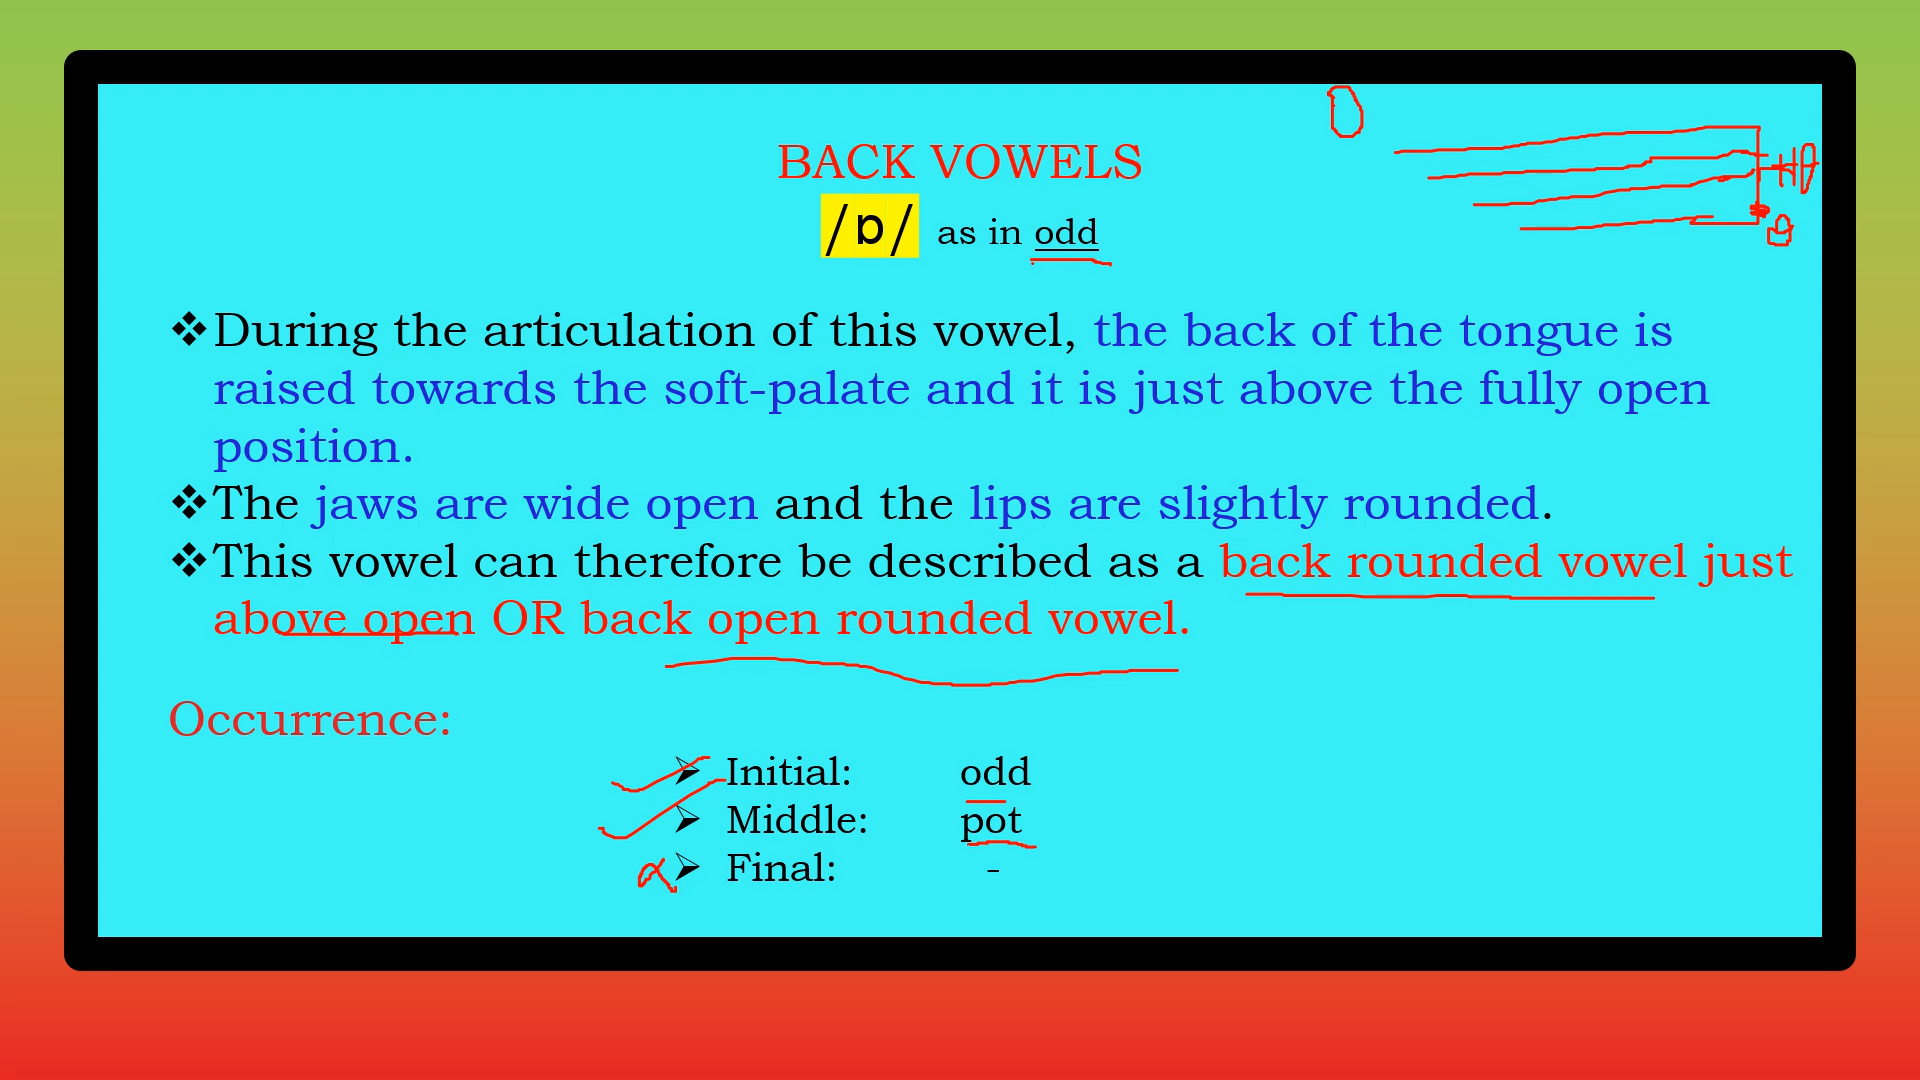 BACK VOWELS
/ɒ/ as in odd
❖During the articulation of this vowel, the back of the tongue is
raised towards the soft-palate and it is just above the fully open
position.
❖The jaws are wide open and the lips are slightly rounded.
❖This vowel can therefore be described as a back rounded vowel just
above open OR back open rounded vowel.
Occurrence:
➢ Initial: odd
➢ Middle: pot
➢ Final: -